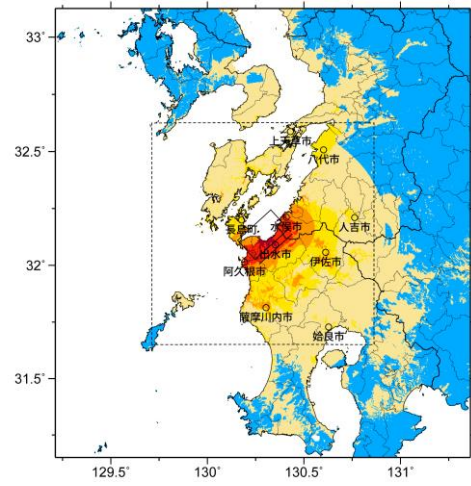 33°
32.5°
32°
31.5°
上天草市
八代市
長島町
水俣市
人吉市
出水市
伊佐市
阿久根市
薩摩川内市
姶良市
129.5°
130°
130.5°
131°